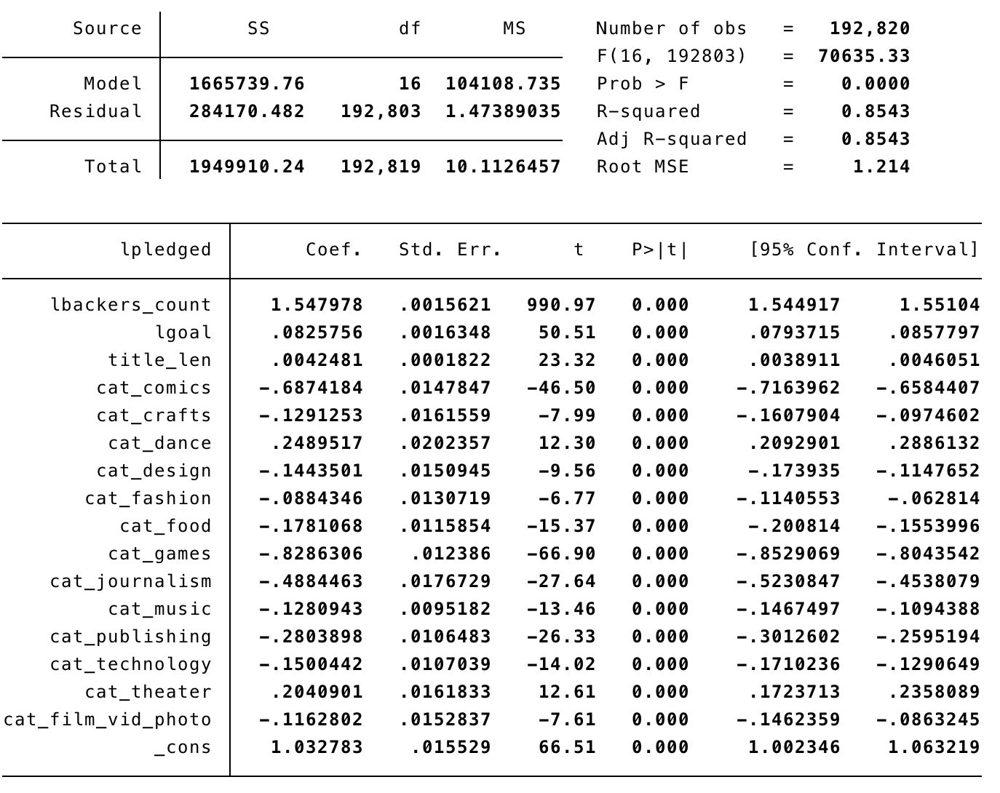 Source SS df MS Number of obs = 192,820
F(16, 192803) = 70635.33
Model 1665739.76 16 104108.735 Prob > F = 0.0000
Residual 284170.482 192,803 1.47389035 R-squared = 0.8543
Adj R-squared = 0.8543
Total 1949910.24 192,819 10.1126457 Root MSE = 1.214
lpledged Coef. Std. Err. t P>|t| [95% Conf. Interval]
lbackers_count 1.547978 .0015621 990.97 0.000 1.544917 1.55104
lgoal .0825756 .0016348 50.51 0.000 .0793715 .0857797
title_len .0042481 .0001822 23.32 0.000 .0038911 .0046051
cat_comics -.6874184 .0147847 -46.50 0.000 -.7163962 -.6584407
cat_crafts -.1291253 .0161559 -7.99 0.000 -.1607904 -.0974602
cat_dance .2489517 .0202357 12.30 0.000 .2092901 .2886132
cat_design -.1443501 .0150945 -9.56 0.000 -.173935 -.1147652
cat_fashion -.0884346 .0130719 -6.77 0.000 -.1140553 -.062814
cat_food -.1781068 .0115854 -15.37 0.000 -.200814 -.1553996
cat_games -.8286306 .012386 -66.90 0.000 -.8529069 -.8043542
cat_journalism -.4884463 .0176729 -27.64 0.000 -.5230847 -.4538079
cat_music -.1280943 .0095182 -13.46 0.000 -.1467497 -.1094388
cat_publishing -.2803898 .0106483 -26.33 0.000 -.3012602 -.2595194
cat_technology -.1500442 .0107039 -14.02 0.000 -.1710236 -.1290649
cat_theater .2040901 .0161833 12.61 0.000 .1723713 .2358089
cat_film_vid_photo -.1162802 .0152837 -7.61 0.000 -.1462359 -.0863245
_cons 1.032783 .015529 66.51 0.000 1.002346 1.063219